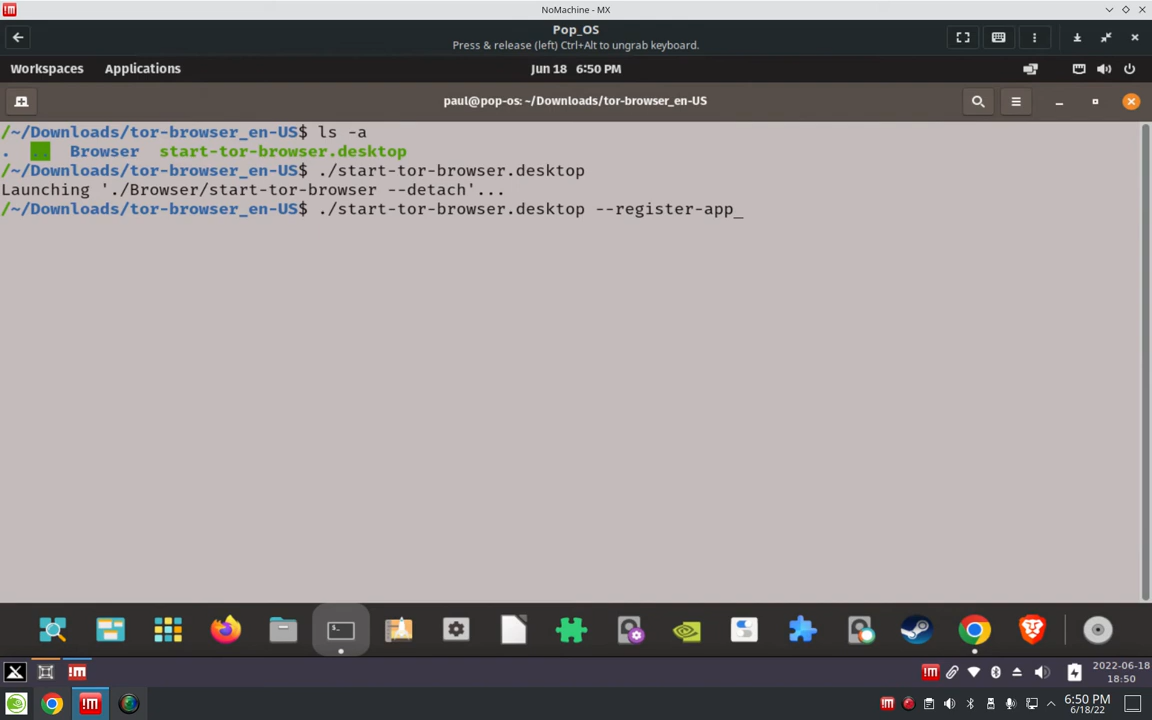 NoMachine - MX
Pop_OS
Press & release (left) Ctrl+Alt to ungrab keyboard.
Workspaces Applications Jun 18 6:50 PM
paul@pop-os: ~/Downloads/tor-browser_en-US
/~/Downloads/tor-browser_en-US$ ls -a
. .. Browser start-tor-browser.desktop
/~/Downloads/tor-browser_en-US$ ./start-tor-browser.desktop
Launching './Browser/start-tor-browser --detach'...
/~/Downloads/tor-browser_en-US$ ./start-tor-browser.desktop --register-app_
2022-06-18
18:50
6:50 PM
6/18/22